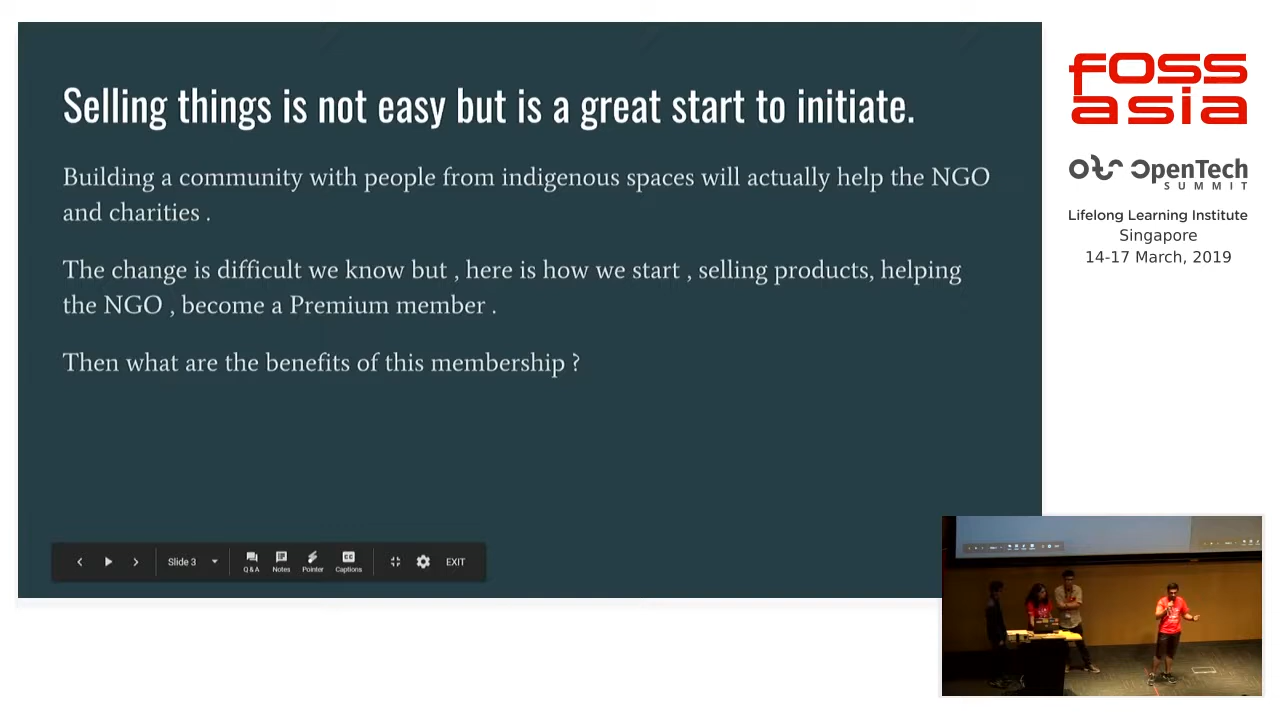 Selling things is not easy but is a great start to initiate.
Building a community with people from indigenous spaces will actually help the NGO
and charities .
The change is difficult we know but , here is how we start , selling products, helping
the NGO , become a Premium member .
Then what are the benefits of this membership ?
Slide 3
Q&A
Notes
Pointer
Captions
EXIT
FOSS
asia
OpenTech
SUMMIT
Lifelong Learning Institute
Singapore
14-17 March, 2019